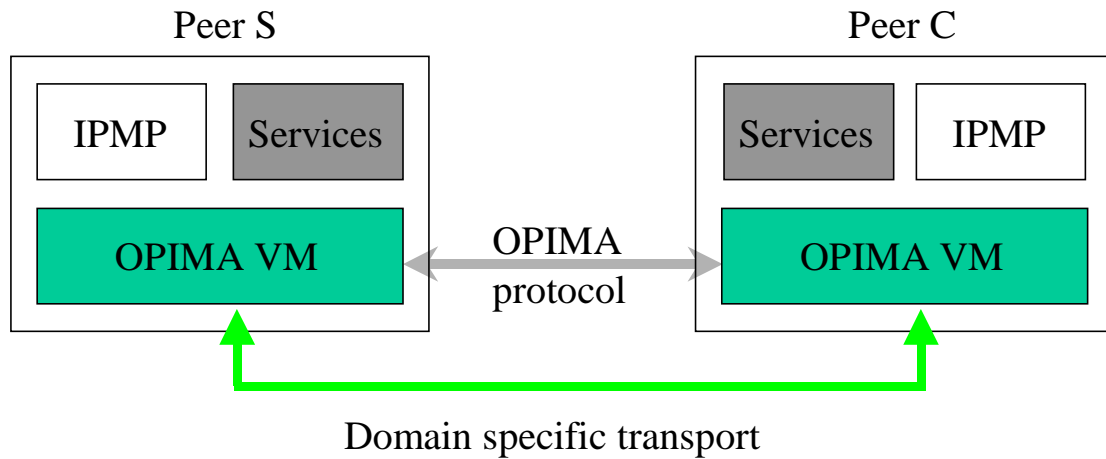 Peer S
Peer C
IPMP
Services
Services
IPMP
OPIMA VM
OPIMA
protocol
OPIMA VM
Domain specific transport